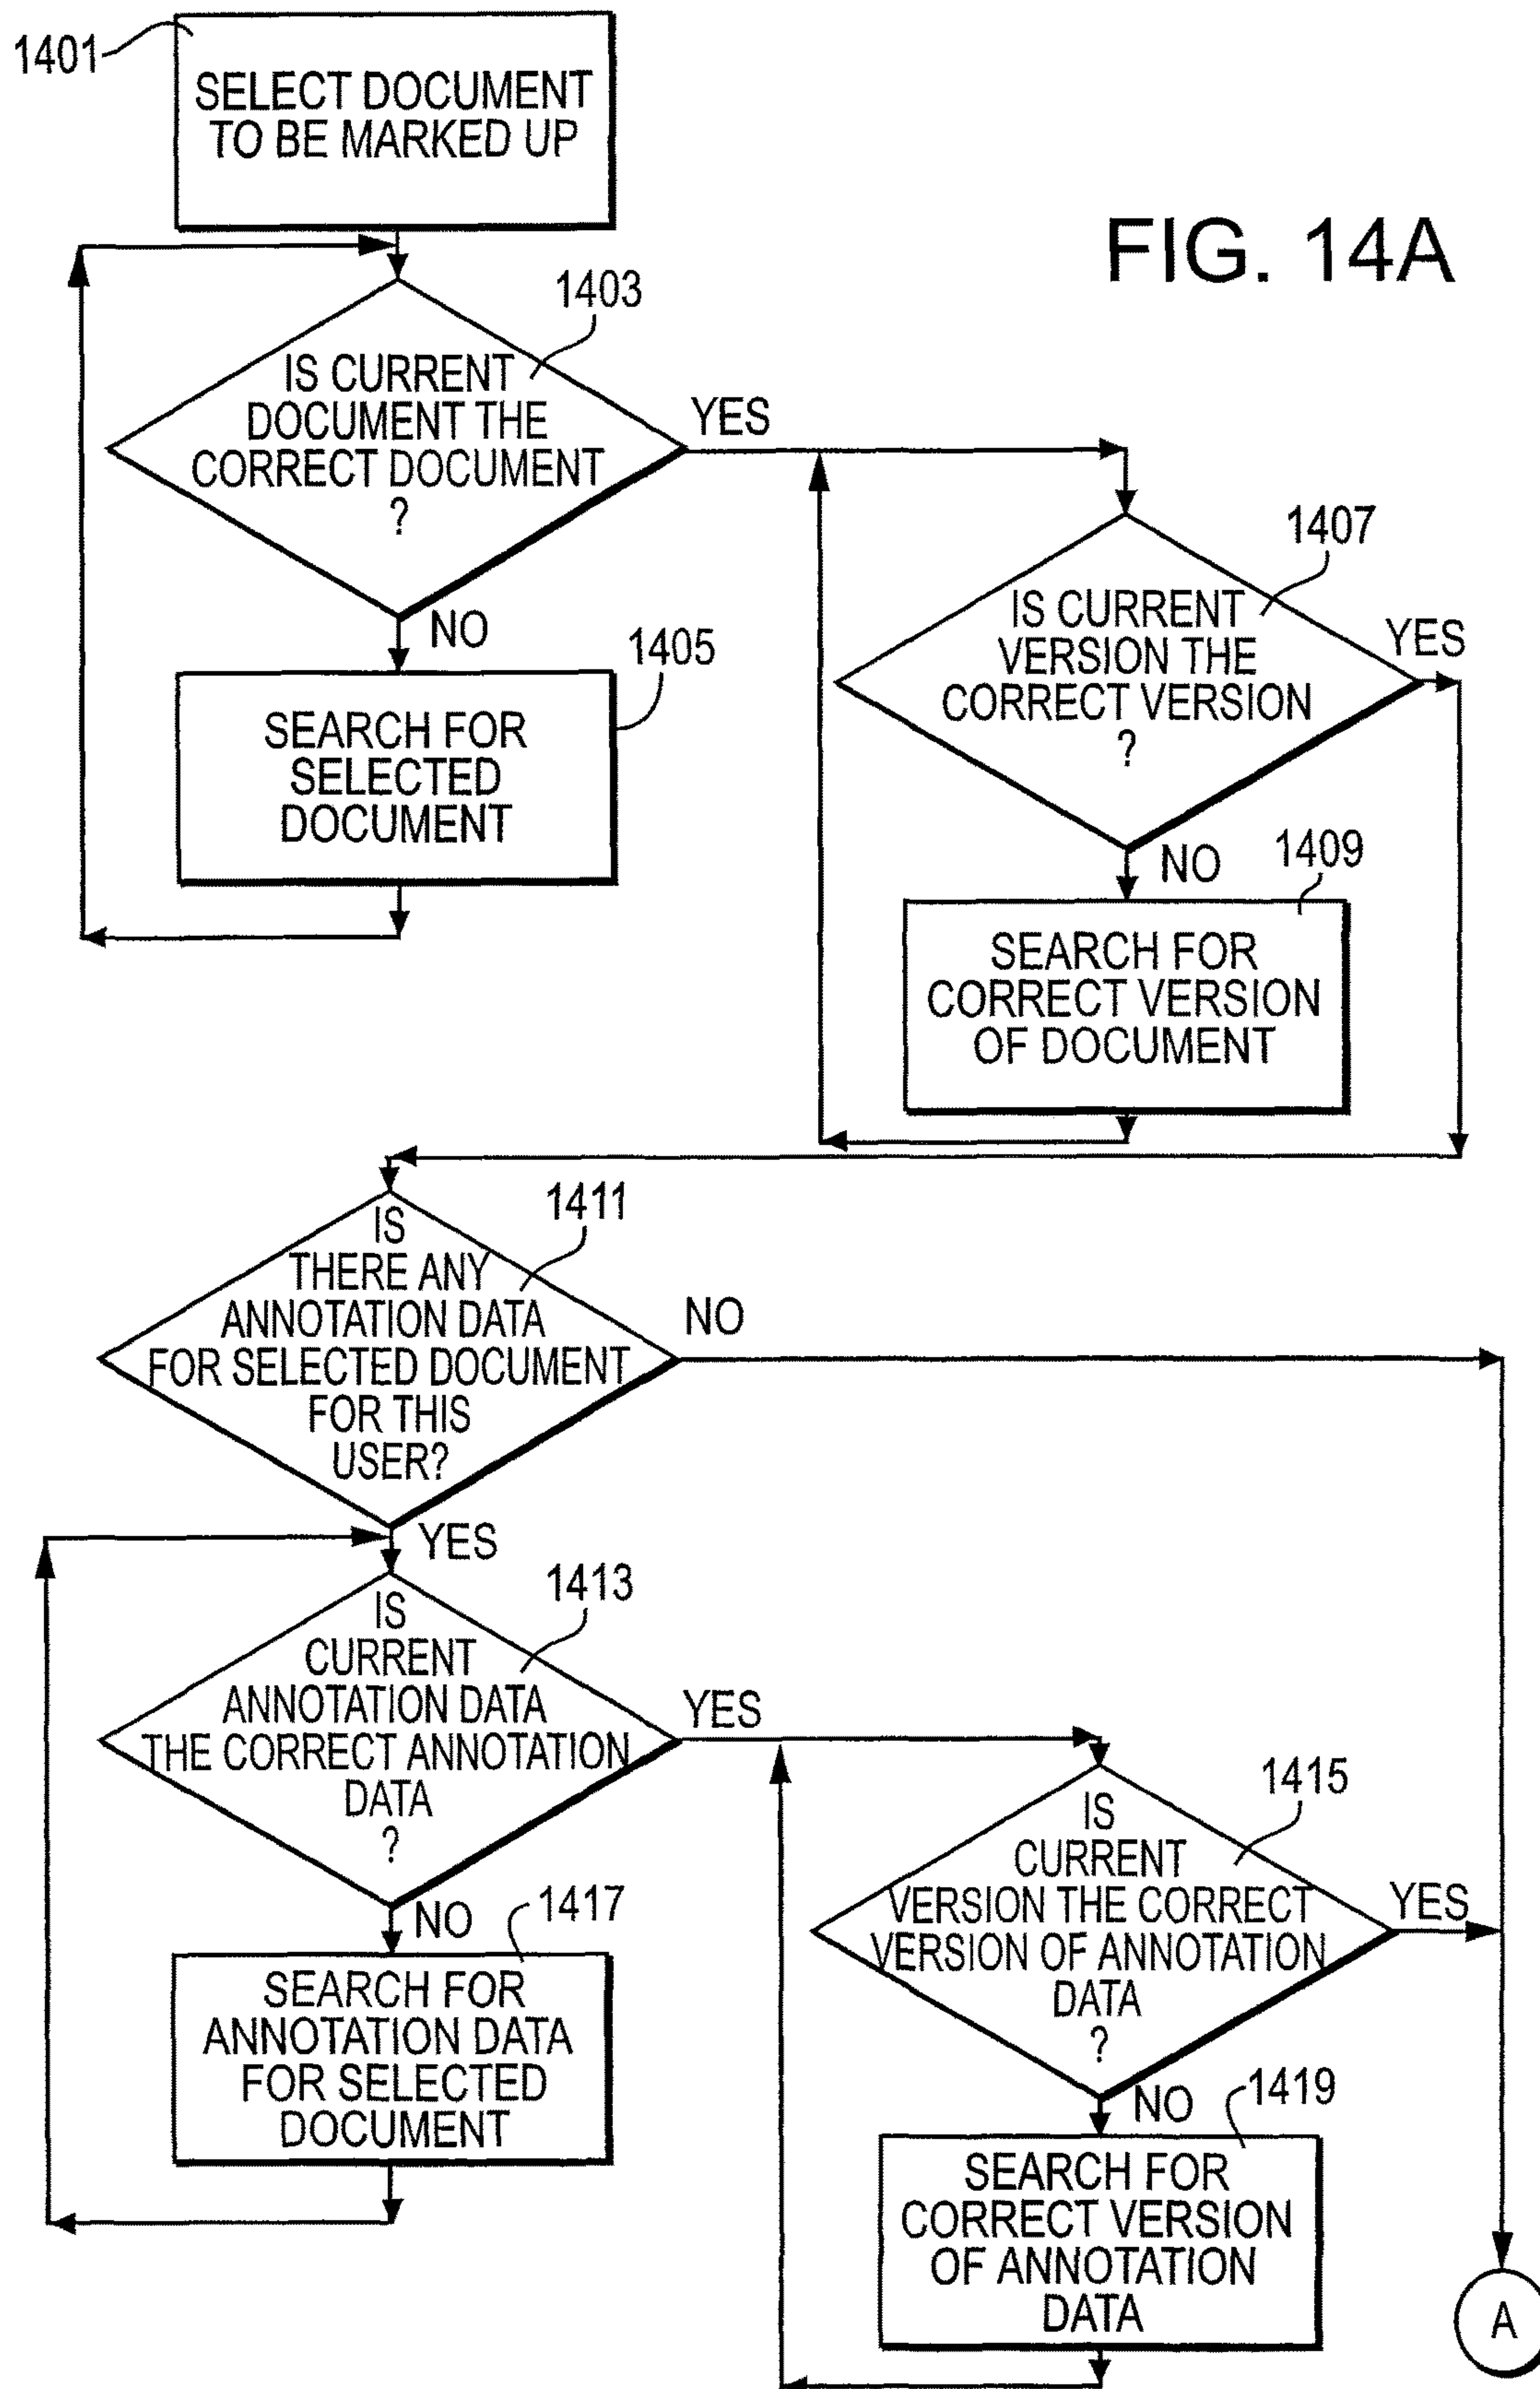 1401
SELECT DOCUMENT
TO BE MARKED UP
FIG. 14A
1403
IS CURRENT
DOCUMENT THE
CORRECT DOCUMENT
?
YES
NO
1405
SEARCH FOR
SELECTED
DOCUMENT
1407
IS CURRENT
VERSION THE
CORRECT VERSION
?
YES
NO
1409
SEARCH FOR
CORRECT VERSION
OF DOCUMENT
1411
IS
THERE ANY
ANNOTATION DATA
FOR SELECTED DOCUMENT
FOR THIS
USER?
NO
YES
1413
IS
CURRENT
ANNOTATION DATA
THE CORRECT ANNOTATION
DATA
?
YES
NO
1417
SEARCH FOR
ANNOTATION DATA
FOR SELECTED
DOCUMENT
1415
IS
CURRENT
VERSION THE CORRECT
VERSION OF ANNOTATION
DATA
?
YES
NO
1419
SEARCH FOR
CORRECT VERSION
OF ANNOTATION
DATA
A